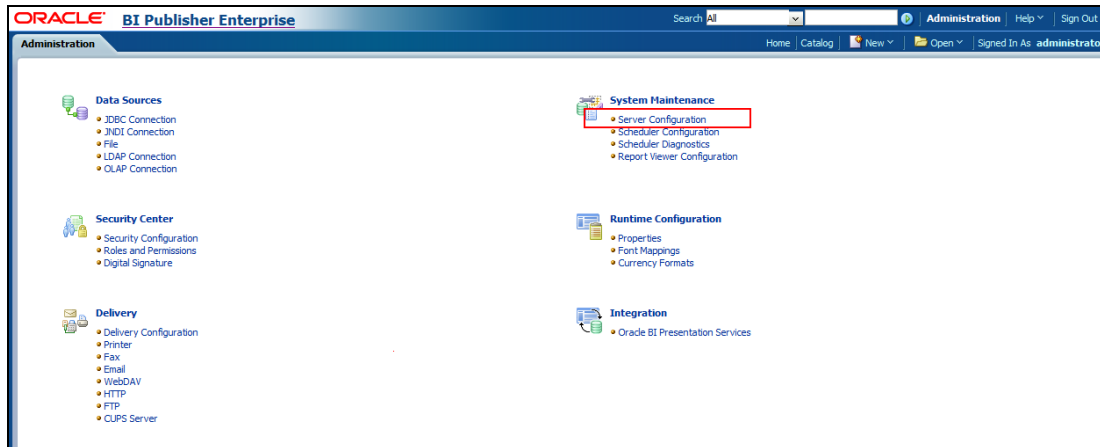 ORACLE BI Publisher Enterprise
Search All Administration Help Sign Out
Administration
Home Catalog New Open Signed In As administrato
Data Sources
JDBC Connection
JNDI Connection
File
LDAP Connection
OLAP Connection
System Maintenance
Server Configuration
Scheduler Configuration
Scheduler Diagnostics
Report Viewer Configuration
Security Center
Security Configuration
Roles and Permissions
Digital Signature
Runtime Configuration
Properties
Font Mappings
Currency Formats
Delivery
Delivery Configuration
Printer
Fax
Email
WebDAV
HTTP
FTP
CUPS Server
Integration
Oracle BI Presentation Services